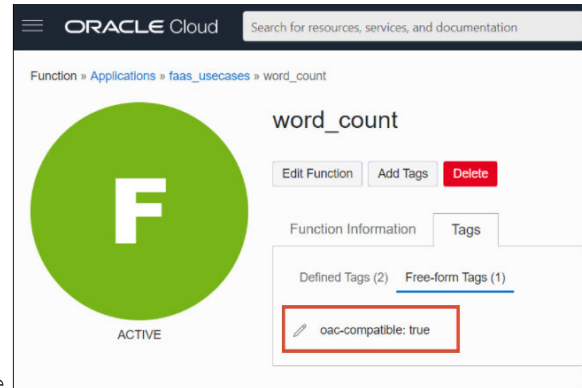 ORACLE Cloud
Search for resources, services, and documentation
Function » Applications » faas_usecases » word_count
F
ACTIVE
word_count
Edit Function Add Tags Delete
Function Information Tags
Defined Tags (2) Free-form Tags (1)
oac-compatible: true
e